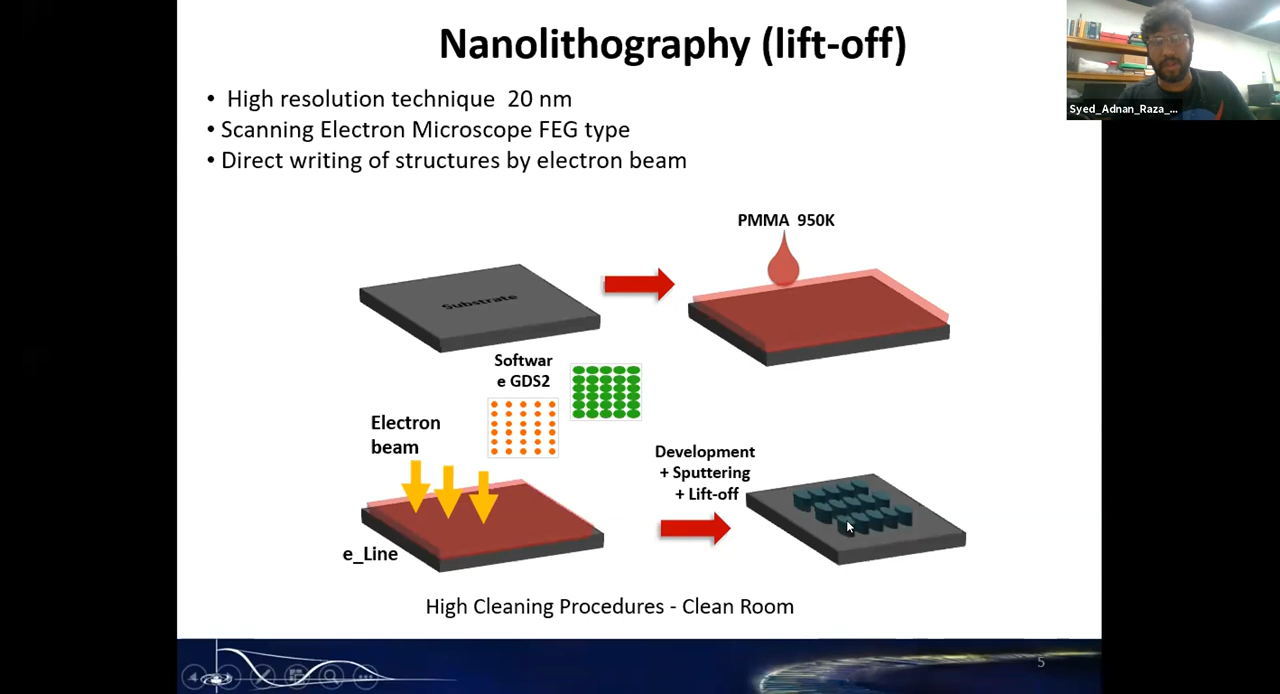 Nanolithography (lift-off)
• High resolution technique 20 nm
• Scanning Electron Microscope FEG type
• Direct writing of structures by electron beam
Syed_Adnan_Raza_...
PMMA 950K
Substrate
Softwar
e GDS2
Electron
beam
Development
+ Sputtering
+ Lift-off
e_Line
High Cleaning Procedures - Clean Room
5